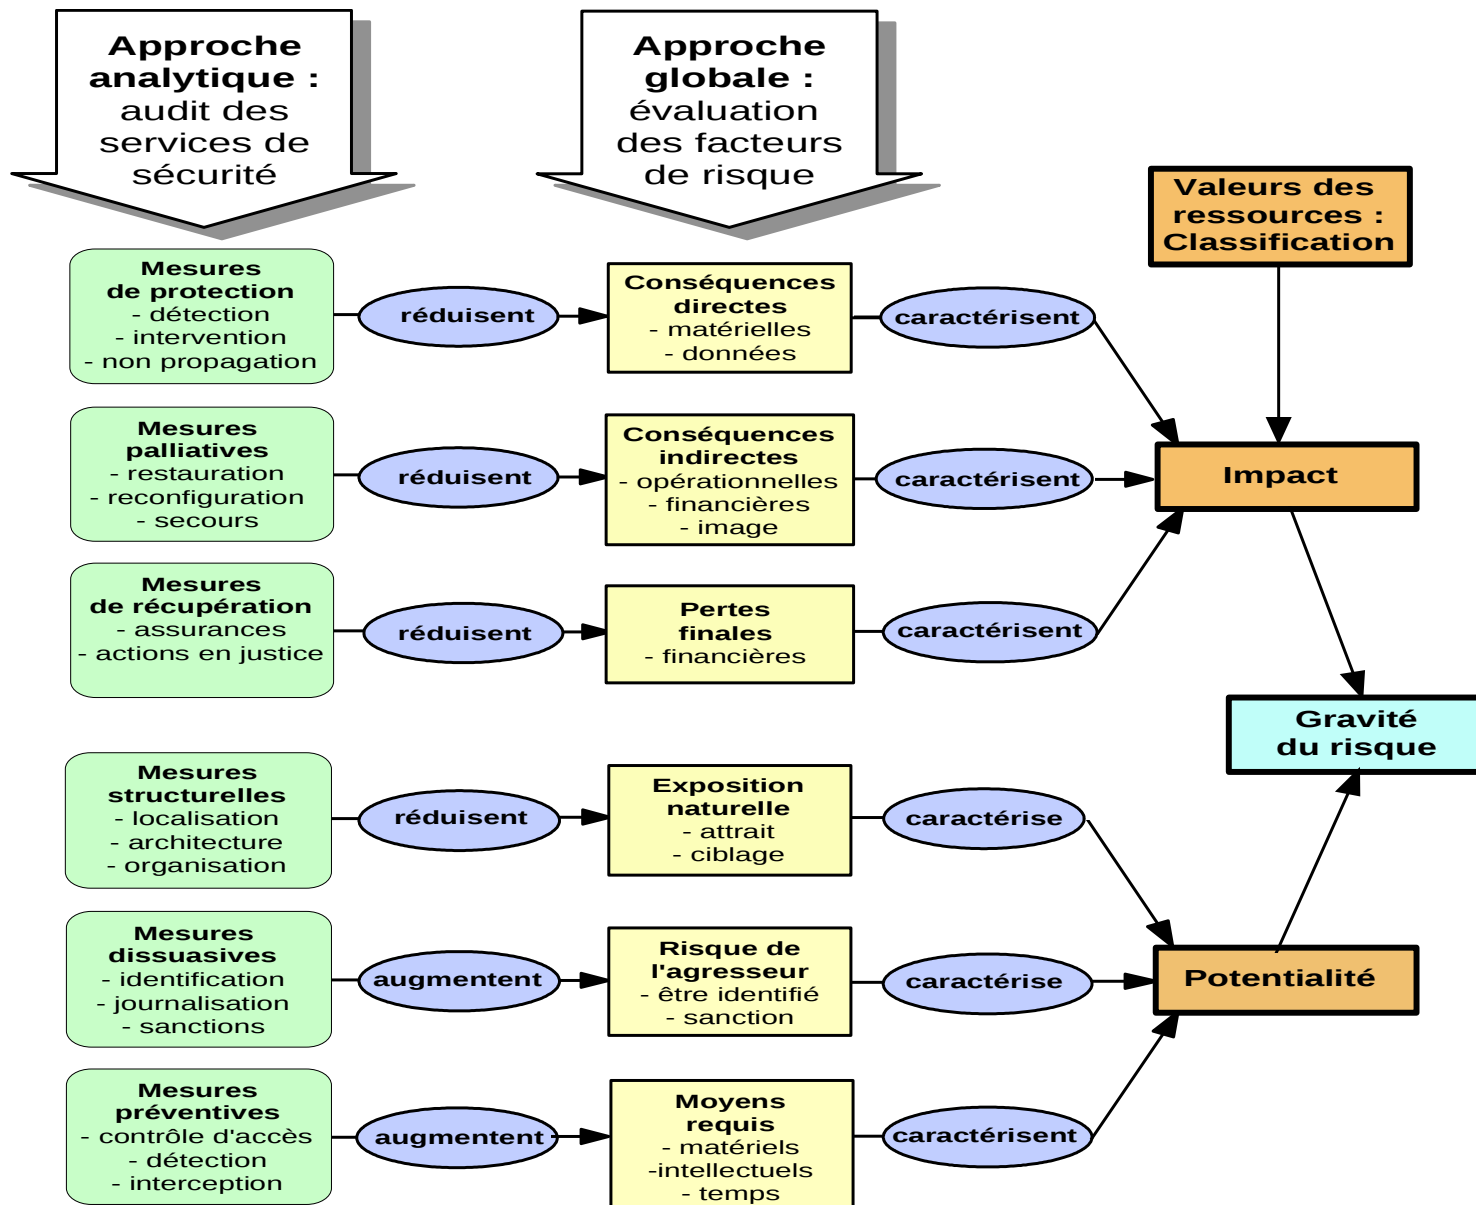 Approche
analytique :
audit des
services de
sécurité
Approche
globale :
évaluation
des facteurs
de risque
Valeurs des
ressources :
Classification
Mesures
de protection
- détection
- intervention
- non propagation
réduisent
Conséquences
directes
- matérielles
- données
caractérisent
Mesures
palliatives
- restauration
- reconfiguration
- secours
réduisent
Conséquences
indirectes
- opérationnelles
- financières
- image
caractérisent
Impact
Mesures
de récupération
- assurances
- actions en justice
réduisent
Pertes
finales
- financières
caractérisent
Gravité
du risque
Mesures
structurelles
- localisation
- architecture
- organisation
réduisent
Exposition
naturelle
- attrait
- ciblage
caractérise
Mesures
dissuasives
- identification
- journalisation
- sanctions
augmentent
Risque de
l'agresseur
- être identifié
- sanction
caractérise
Potentialité
Mesures
préventives
- contrôle d'accès
- détection
- interception
augmentent
Moyens
requis
- matériels
-intellectuels
- temps
caractérisent